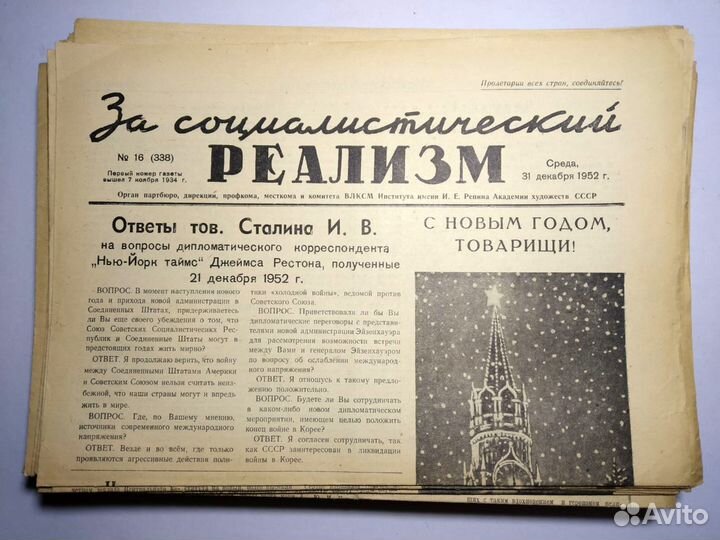 Пролетарии всех стран, соединяйтесь!
За социалистический
РЕАЛИЗМ
№ 16 (338)
Первый номер газеты
вышел 7 ноября 1934 г.
Среда,
31 декабря 1952 г.
Орган партбюро, дирекции, профкома, месткома и комитета ВЛКСМ Института имени И. Е. Репина Академии художеств СССР
Ответы тов. Сталина И. В.
на вопросы дипломатического корреспондента
„Нью-Йорк таймс" Джеймса Рестона, полученные
21 декабря 1952 г.
ВОПРОС. В момент наступления нового
года и прихода новой администрации в
Соединенных Штатах, придерживаетесь
ли Вы еще своего убеждения о том, что
Союз Советских Социалистических Рес-
публик и Соединенные Штаты могут в
предстоящих годах жить мирно?
ОТВЕТ. Я продолжаю верить, что войну
между Соединенными Штатами Америки
и Советским Союзом нельзя считать неиз-
бежной, что наши страны могут и впредь
жить в мире.
ВОПРОС. Где, по Вашему мнению,
источники современного международного
напряжения?
ОТВЕТ. Везде и во всём, где только
проявляются агрессивные действия поли-
тики «холодной войны», ведомой против
Советского Союза.
ВОПРОС. Приветствовали ли бы Вы
дипломатические переговоры с представи-
телями новой администрации Эйзенхауэра
для рассмотрения возможности встречи
между Вами и генералом Эйзенхауэром
по вопросу об ослаблении международ-
ного напряжения?
ОТВЕТ. Я отношусь к такому предло-
жению положительно.
ВОПРОС. Будете ли Вы сотрудничать
в каком-либо новом дипломатическом
мероприятии, имеющем целью положить
конец войне в Корее?
ОТВЕТ. Я согласен сотрудничать, так
как СССР заинтересован в ликвидации
войны в Корее.
С НОВЫМ ГОДОМ,
ТОВАРИЩИ!
щих с таким вдохновением и героизмом
Avito